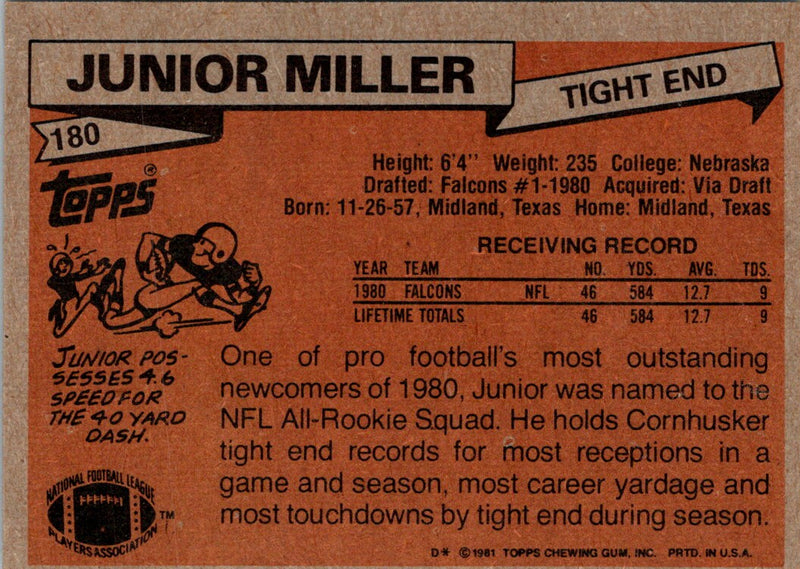 JUNIOR MILLER
TIGHT END
180
TOPPS®
Height: 6'4" Weight: 235 College: Nebraska
Drafted: Falcons #1-1980 Acquired: Via Draft
Born: 11-26-57, Midland, Texas Home: Midland, Texas
RECEIVING RECORD
YEAR TEAM NO. YDS. AVG. TDS.
1980 FALCONS NFL 46 584 12.7 9
LIFETIME TOTALS 46 584 12.7 9
JUNIOR POS-
SESSES 4.6
SPEED FOR
THE 40 YARD
DASH.
One of pro football's most outstanding
newcomers of 1980, Junior was named to the
NFL All-Rookie Squad. He holds Cornhusker
tight end records for most receptions in a
game and season, most career yardage and
most touchdowns by tight end during season.
NATIONAL FOOTBALL LEAGUE
PLAYERS ASSOCIATION
TM
D* ©1981 TOPPS CHEWING GUM, INC. PRTD. IN U.S.A.